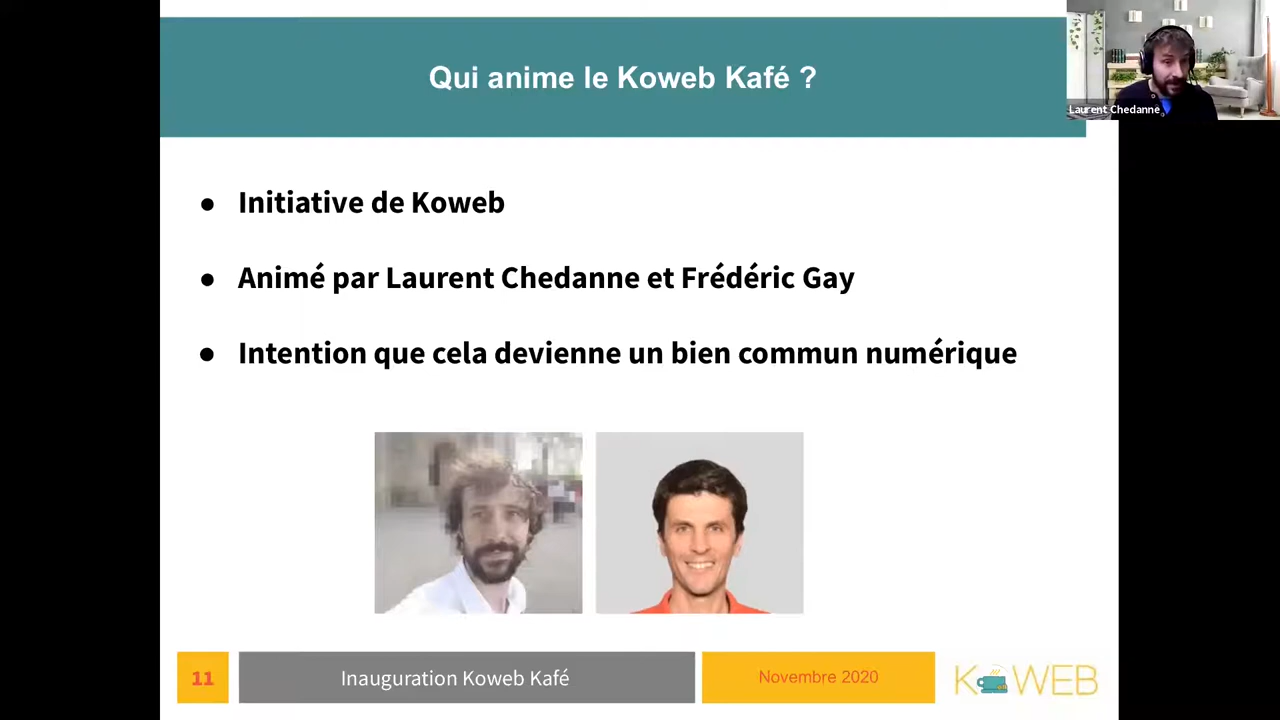 Qui anime le Koweb Kafé ?
Laurent Chedanne
● Initiative de Koweb
● Animé par Laurent Chedanne et Frédéric Gay
● Intention que cela devienne un bien commun numérique
11
Inauguration Koweb Kafé
Novembre 2020
KOWEB